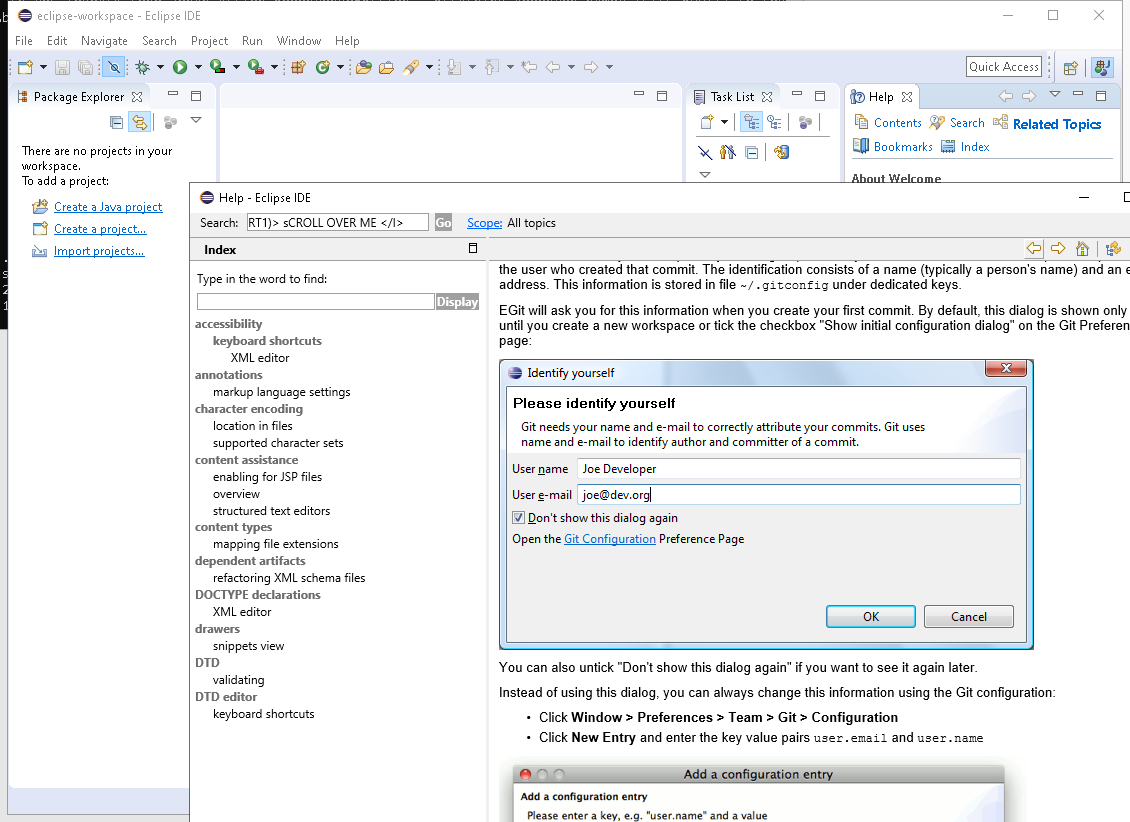 eclipse-workspace - Eclipse IDE
File Edit Navigate Search Project Run Window Help
Quick Access
Package Explorer
There are no projects in your
workspace.
To add a project:
Create a Java project
Create a project...
Import projects...
Task List
Help
Contents Search Related Topics
Bookmarks Index
About Welcome
Help - Eclipse IDE
Search: RT1)> sCROLL OVER ME </I> Go Scope: All topics
Index
Type in the word to find:
Display
accessibility
keyboard shortcuts
XML editor
annotations
markup language settings
character encoding
location in files
supported character sets
content assistance
enabling for JSP files
overview
structured text editors
content types
mapping file extensions
dependent artifacts
refactoring XML schema files
DOCTYPE declarations
XML editor
drawers
snippets view
DTD
validating
DTD editor
keyboard shortcuts
the user who created that commit. The identification consists of a name (typically a person's name) and an e
address. This information is stored in file ~/.gitconfig under dedicated keys.
EGit will ask you for this information when you create your first commit. By default, this dialog is shown only
until you create a new workspace or tick the checkbox "Show initial configuration dialog" on the Git Preferen
page:
Identify yourself
Please identify yourself
Git needs your name and e-mail to correctly attribute your commits. Git uses
name and e-mail to identify author and committer of a commit.
User name Joe Developer
User e-mail joe@dev.org
Don't show this dialog again
Open the Git Configuration Preference Page
OK Cancel
You can also untick "Don't show this dialog again" if you want to see it again later.
Instead of using this dialog, you can always change this information using the Git configuration:
• Click Window > Preferences > Team > Git > Configuration
• Click New Entry and enter the key value pairs user.email and user.name
Add a configuration entry
Add a configuration entry
Please enter a key, e.g. "user.name" and a value